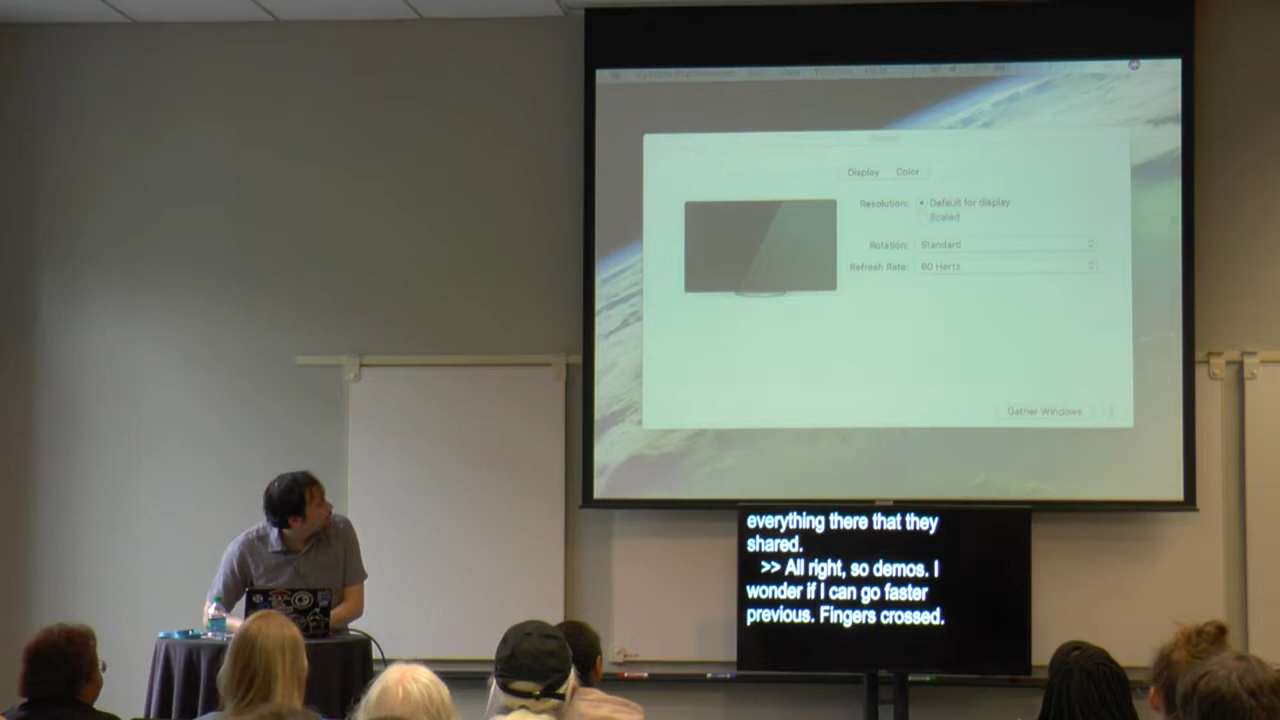 Display Color
Resolution: Default for display
Scaled
Rotation: Standard
Refresh Rate: 60 Hertz
Gather Windows
everything there that they
shared.
>> All right, so demos. I
wonder if I can go faster
previous. Fingers crossed.